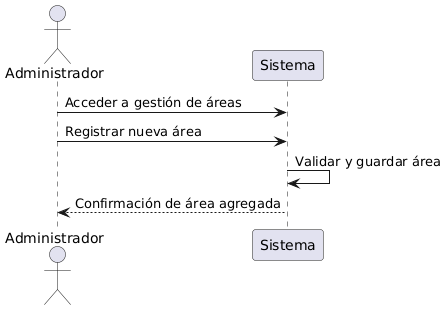 Administrador
Sistema
Acceder a gestión de áreas
Registrar nueva área
Validar y guardar área
Confirmación de área agregada
Administrador
Sistema